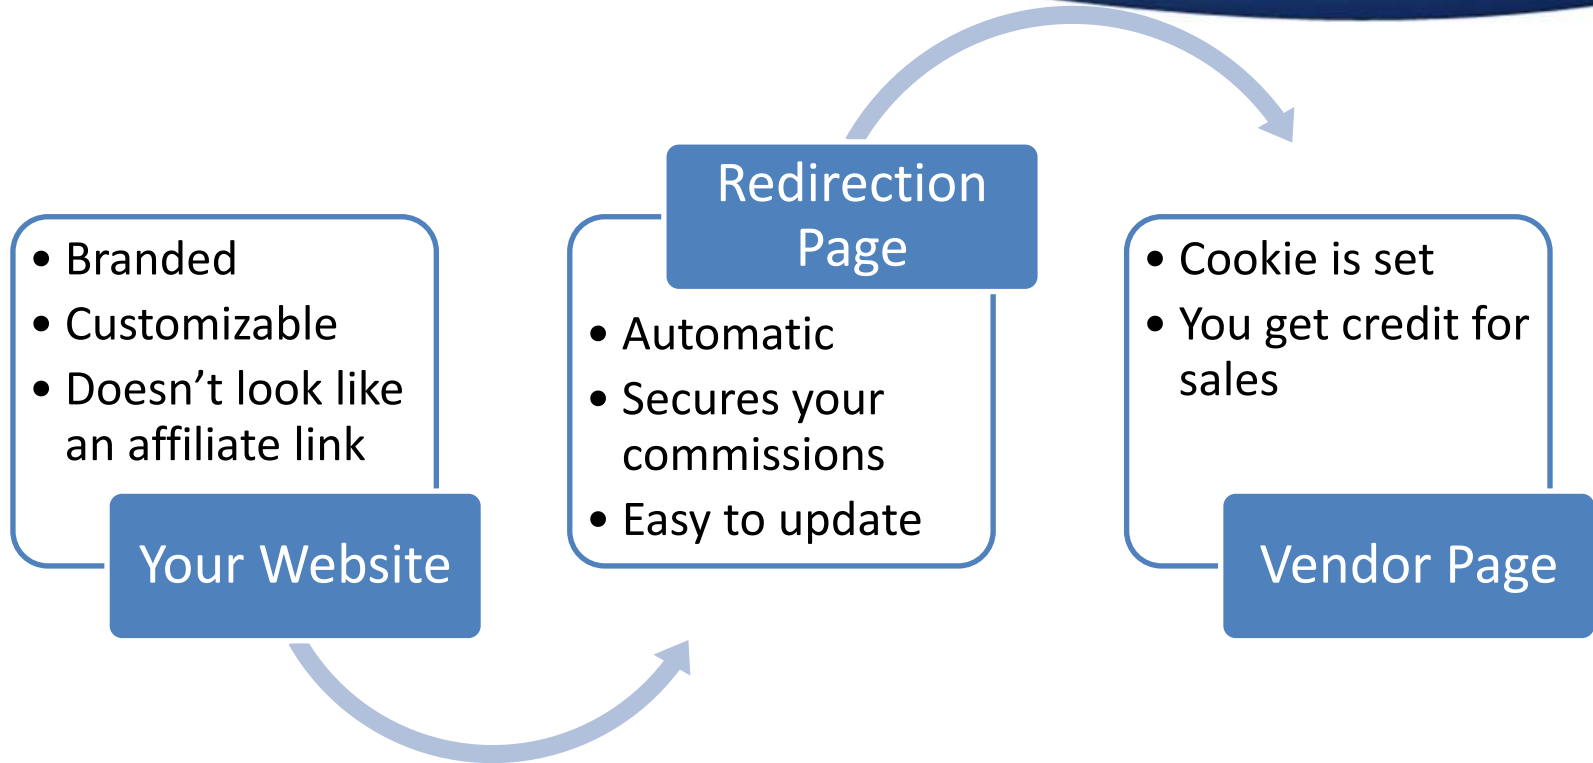 • Branded
• Customizable
• Doesn’t look like
an affiliate link
Your Website
Redirection
Page
• Automatic
• Secures your
commissions
• Easy to update
• Cookie is set
• You get credit for
sales
Vendor Page